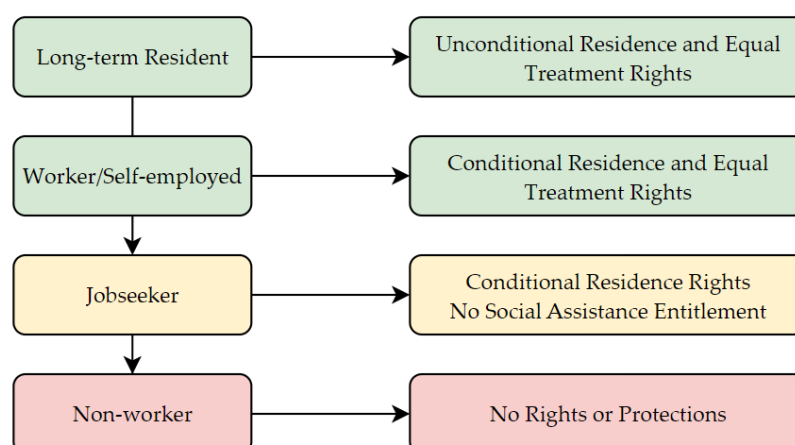 Long-term Resident
Unconditional Residence and Equal
Treatment Rights
Worker/Self-employed
Conditional Residence and Equal
Treatment Rights
Jobseeker
Conditional Residence Rights
No Social Assistance Entitlement
Non-worker
No Rights or Protections